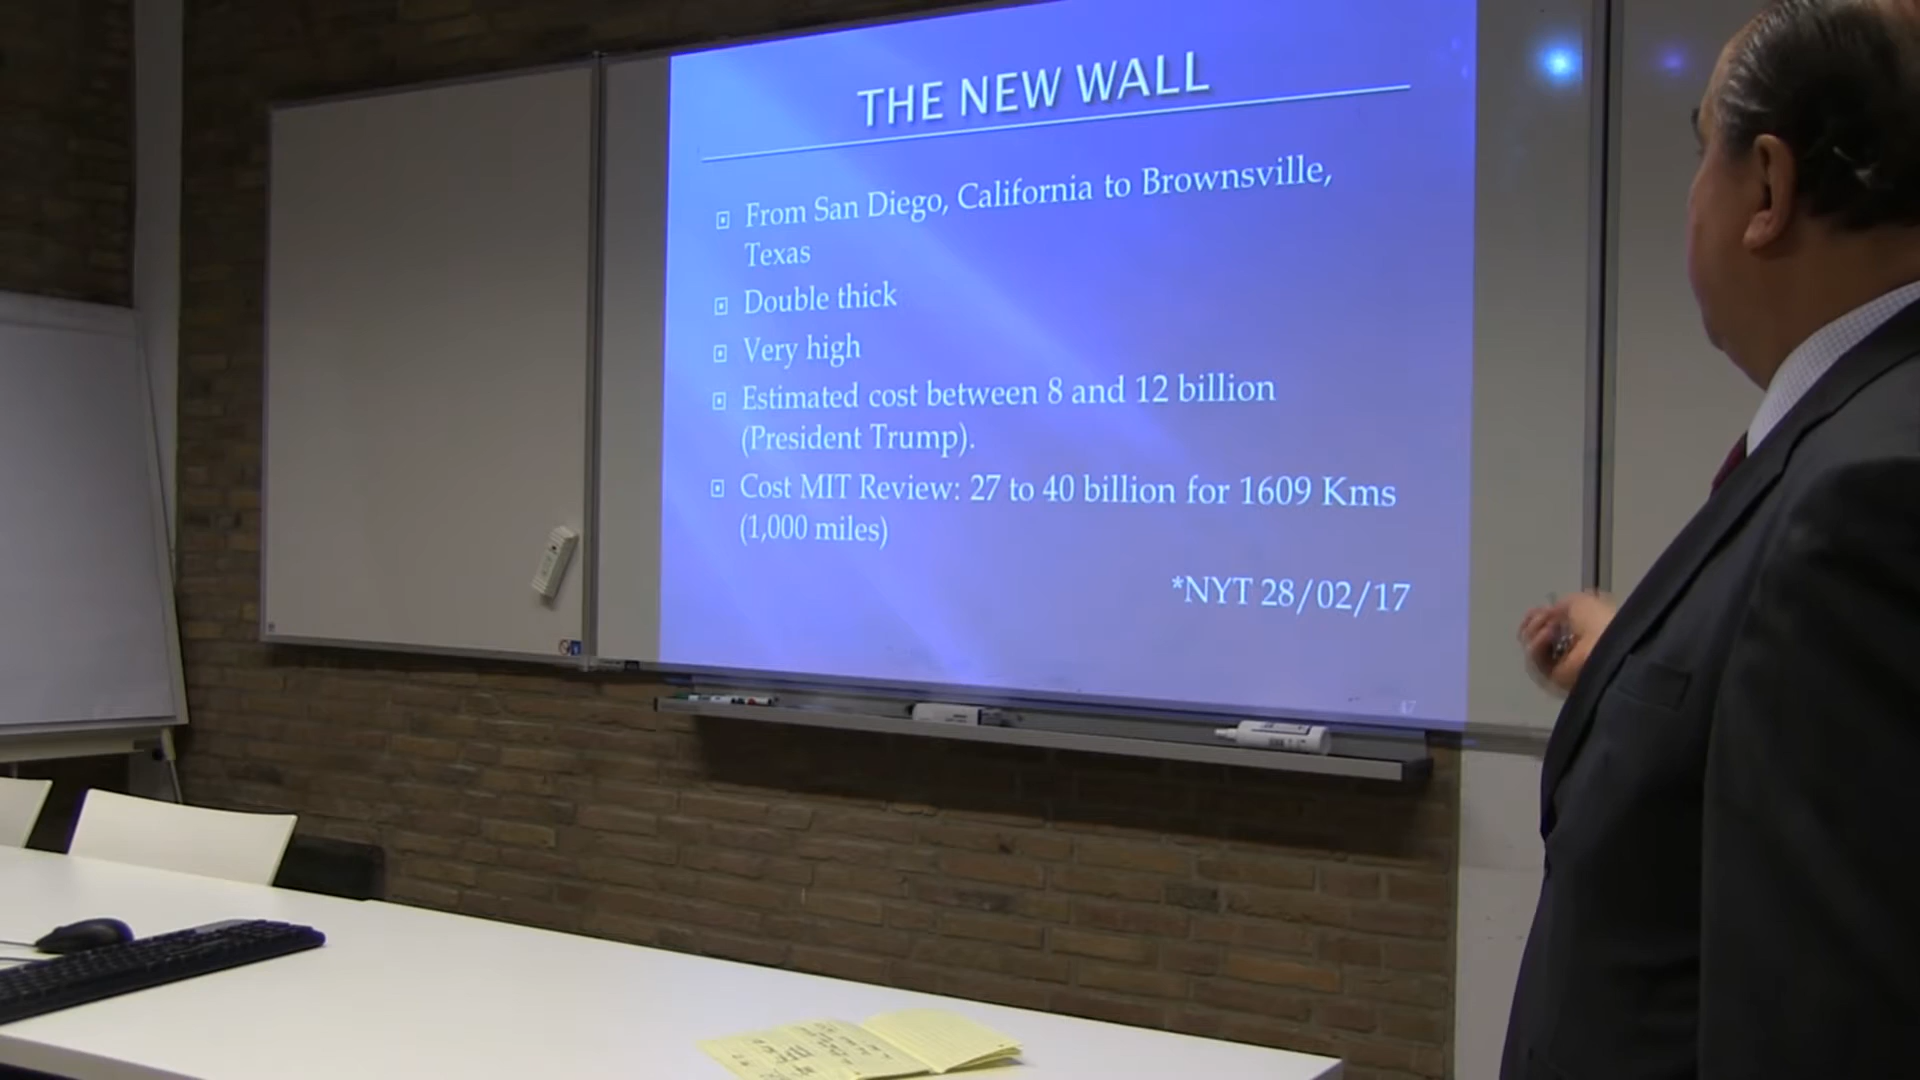 THE NEW WALL
From San Diego, California to Brownsville,
Texas
Double thick
Very high
Estimated cost between 8 and 12 billion
(President Trump).
Cost MIT Review: 27 to 40 billion for 1609 Kms
(1,000 miles)
*NYT 28/02/17
47